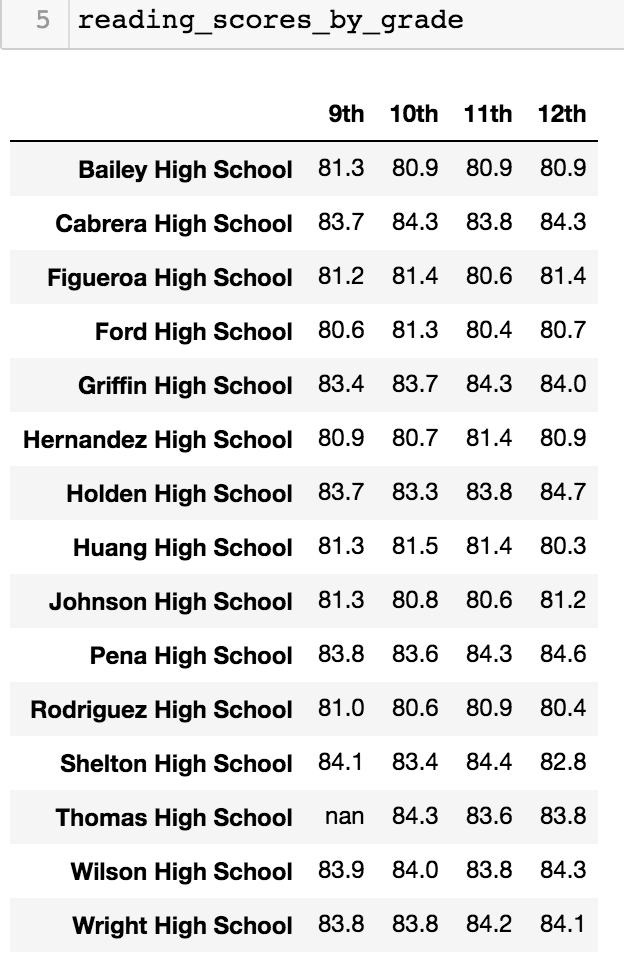 5 reading_scores_by_grade
9th 10th 11th 12th
Bailey High School 81.3 80.9 80.9 80.9
Cabrera High School 83.7 84.3 83.8 84.3
Figueroa High School 81.2 81.4 80.6 81.4
Ford High School 80.6 81.3 80.4 80.7
Griffin High School 83.4 83.7 84.3 84.0
Hernandez High School 80.9 80.7 81.4 80.9
Holden High School 83.7 83.3 83.8 84.7
Huang High School 81.3 81.5 81.4 80.3
Johnson High School 81.3 80.8 80.6 81.2
Pena High School 83.8 83.6 84.3 84.6
Rodriguez High School 81.0 80.6 80.9 80.4
Shelton High School 84.1 83.4 84.4 82.8
Thomas High School nan 84.3 83.6 83.8
Wilson High School 83.9 84.0 83.8 84.3
Wright High School 83.8 83.8 84.2 84.1